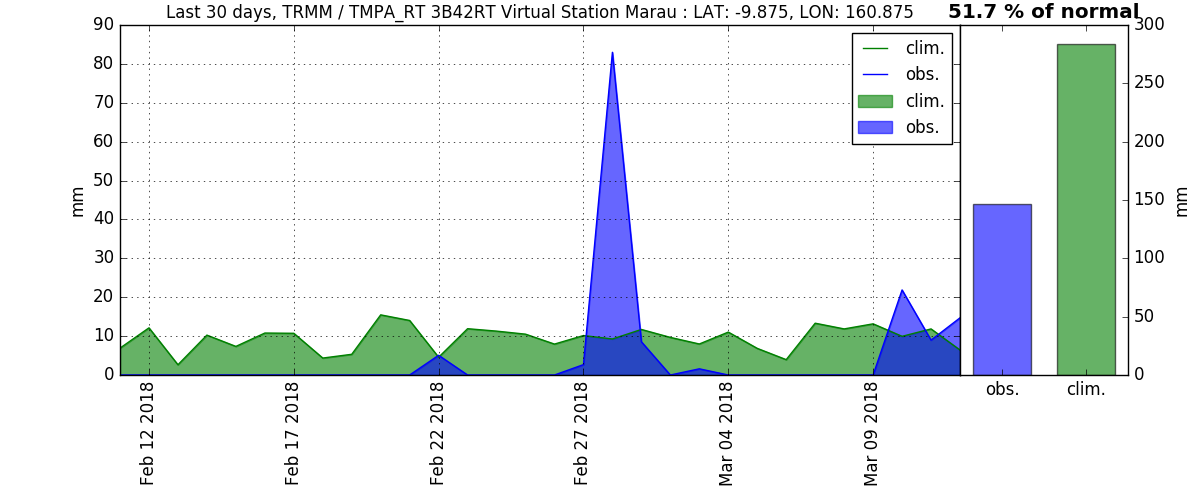 Last 30 days, TRMM / TMPA_RT 3B42RT Virtual Station Marau : LAT: -9.875, LON: 160.875
51.7 % of normal
90
80
70
60
50
40
30
20
10
0
mm
clim.
obs.
clim.
obs.
Feb 12 2018
Feb 17 2018
Feb 22 2018
Feb 27 2018
Mar 04 2018
Mar 09 2018
300
250
200
150
100
50
0
mm
obs.
clim.